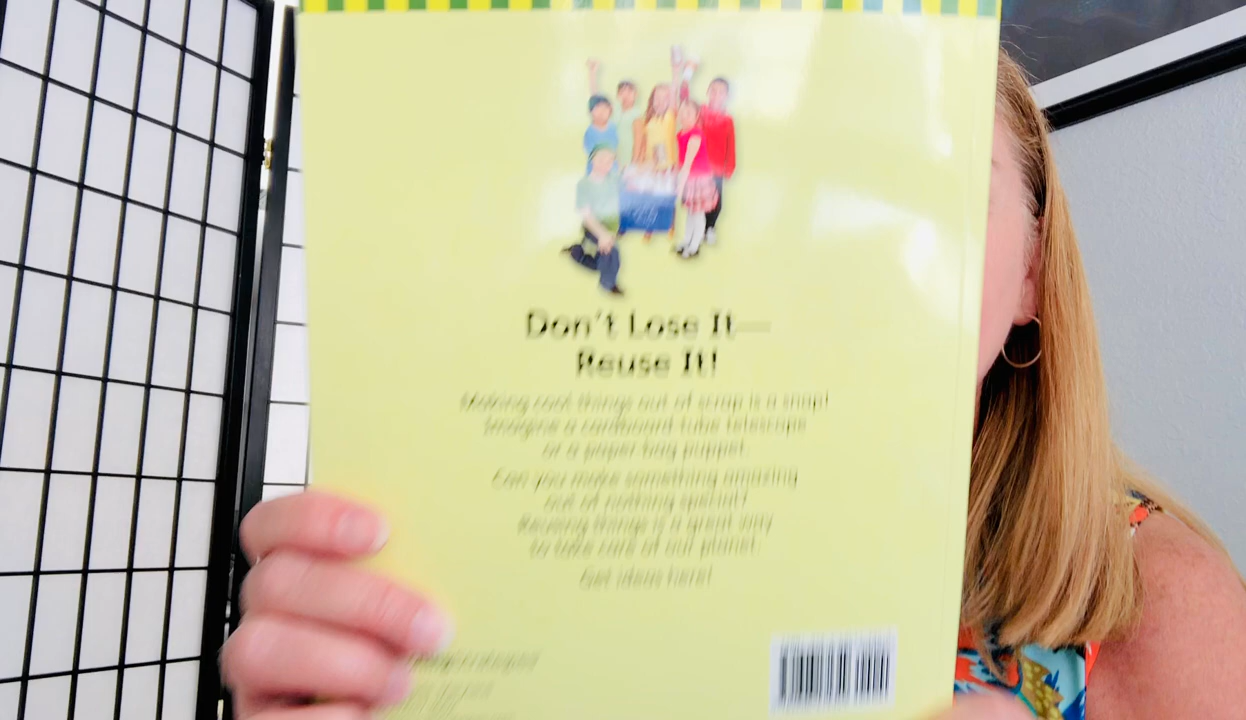 Don't Lose It—
Reuse It!
Making cool things out of scrap is a snap!
Imagine a cardboard tube telescope
or a paper bag puppet.
Can you make something amazing
out of nothing special?
Reusing things is a great way
to take care of our planet.
Get ideas here!